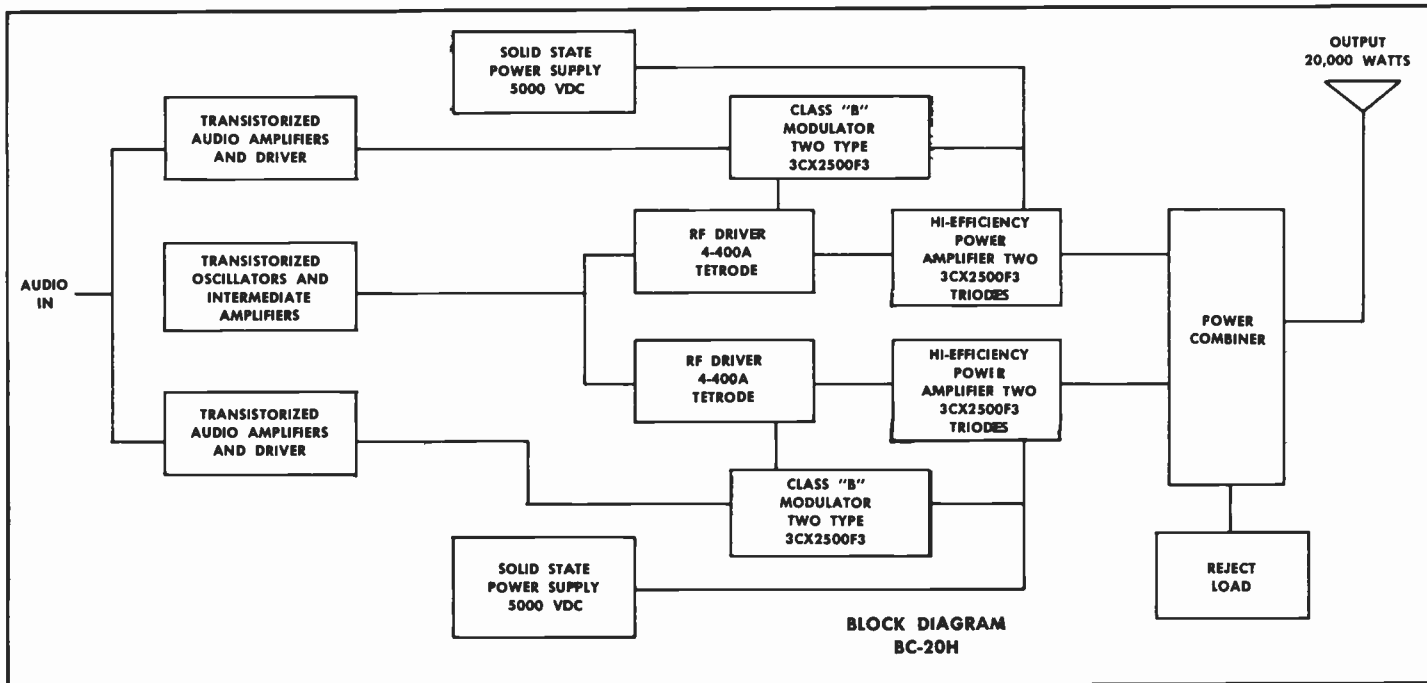 SOLID STATE
POWER SUPPLY
5000 VDC
OUTPUT
20,000 WATTS
TRANSISTORIZED
AUDIO AMPLIFIERS
AND DRIVER
CLASS "B"
MODULATOR
TWO TYPE
3CX2500F3
AUDIO
IN
TRANSISTORIZED
OSCILLATORS AND
INTERMEDIATE
AMPLIFIERS
RF DRIVER
4-400A
TETRODE
HI-EFFICIENCY
POWER
AMPLIFIER TWO
3CX2500F3
TRIODES
POWER
COMBINER
RF DRIVER
4-400A
TETRODE
HI-EFFICIENCY
POWER
AMPLIFIER TWO
3CX2500F3
TRIODES
TRANSISTORIZED
AUDIO AMPLIFIERS
AND DRIVER
CLASS "B"
MODULATOR
TWO TYPE
3CX2500F3
SOLID STATE
POWER SUPPLY
5000 VDC
REJECT
LOAD
BLOCK DIAGRAM
BC-20H